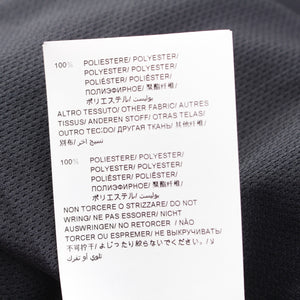 100% POLIESTERE/ POLYESTER/
POLYESTER/ POLYESTER/
POLIÉSTER/ POLIÉSTER/
ПОЛИЭФИРНОЕ/ 聚酯纤维/
ポリエステル/ بوليستر
ALTRO TESSUTO/ OTHER FABRIC/ AUTRES
TISSUS/ ANDEREN STOFF/ OTRAS TELAS/
OUTRO TECIDO/ ДРУГАЯ ТКАНЬ/ 其他纤维/
別布/ نسيج آخر
100% POLIESTERE/ POLYESTER/
POLYESTER/ POLYESTER/
POLIÉSTER/ POLIÉSTER/
ПОЛИЭФИРНОЕ/ 聚酯纤维/
ポリエステル/ بوليستر
NON TORCERE O STRIZZARE/ DO NOT
WRING/ NE PAS ESSORER/ NICHT
AUSWRINGEN/ NO RETORCER/ NÃO
TORCER OU ESPREMER/ НЕ ВЫКРУЧИВАТЬ/
不可拧干/ よじったり絞らないでください/ لا
تلوي أو تفرك